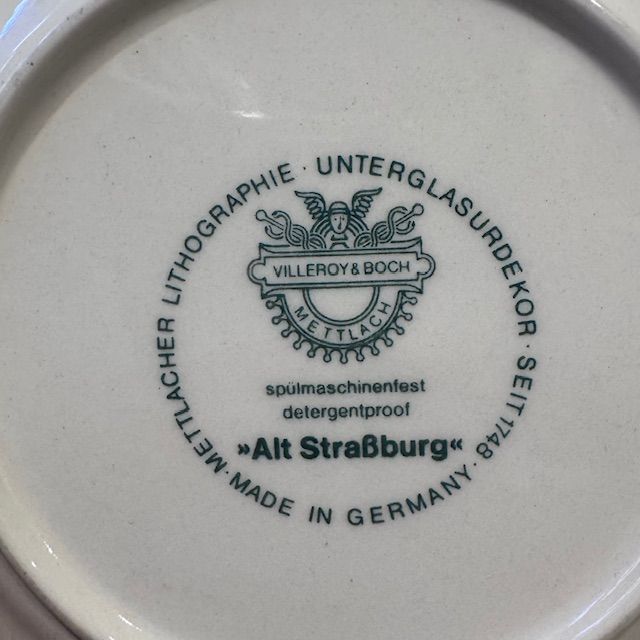 METTLACHER LITHOGRAPHIE · UNTERGLASURDEKOR · SEIT 1748 · MADE IN GERMANY ·
VILLEROY & BOCH
METTLACH
spülmaschinenfest
detergentproof
»Alt Straßburg«